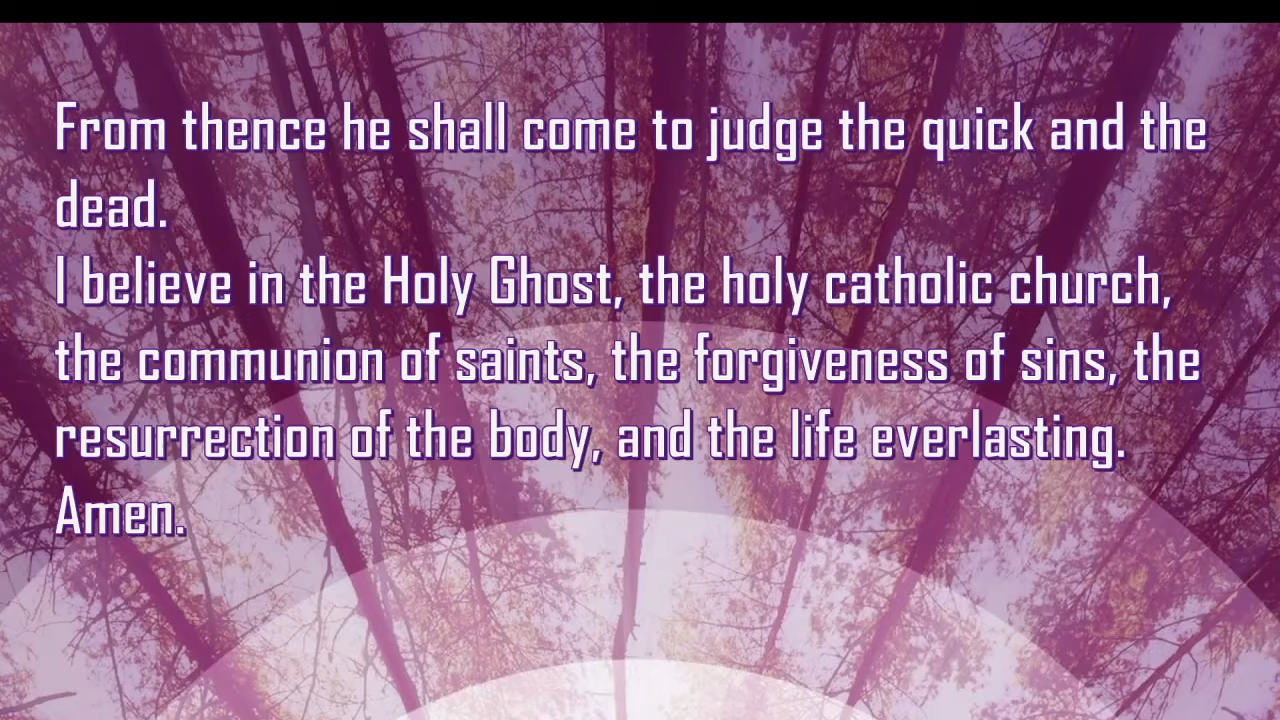 From thence he shall come to judge the quick and the
dead.
I believe in the Holy Ghost, the holy catholic church,
the communion of saints, the forgiveness of sins, the
resurrection of the body, and the life everlasting.
Amen.